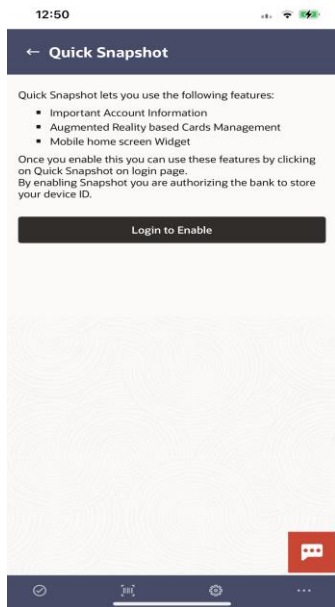 12:50
← Quick Snapshot
Quick Snapshot lets you use the following features:
▪ Important Account Information
▪ Augmented Reality based Cards Management
▪ Mobile home screen Widget
Once you enable this you can use these features by clicking
on Quick Snapshot on login page.
By enabling Snapshot you are authorizing the bank to store
your device ID.
Login to Enable